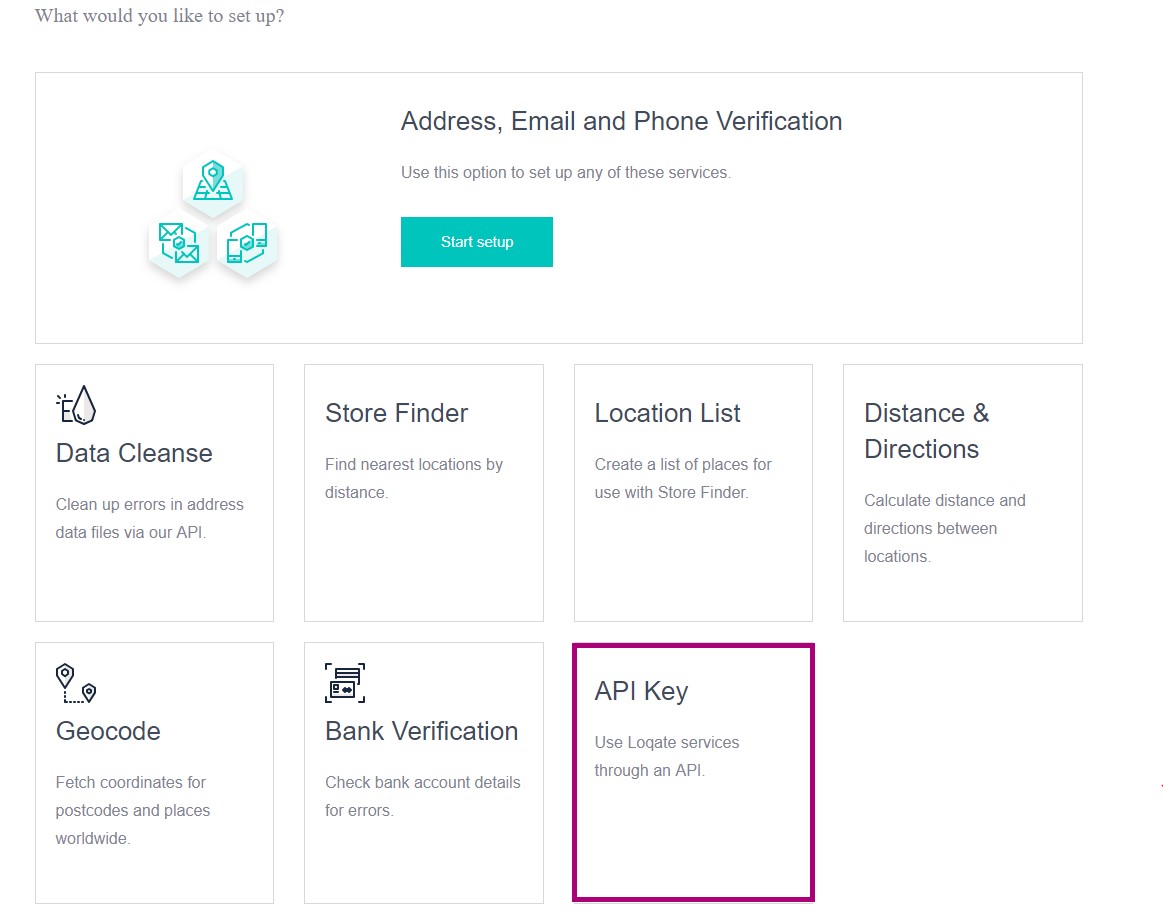 What would you like to set up?
Address, Email and Phone Verification
Use this option to set up any of these services.
Start setup
Data Cleanse
Clean up errors in address
data files via our API.
Store Finder
Find nearest locations by
distance.
Location List
Create a list of places for
use with Store Finder.
Distance &
Directions
Calculate distance and
directions between
locations.
Geocode
Fetch coordinates for
postcodes and places
worldwide.
Bank Verification
Check bank account details
for errors.
API Key
Use Loqate services
through an API.